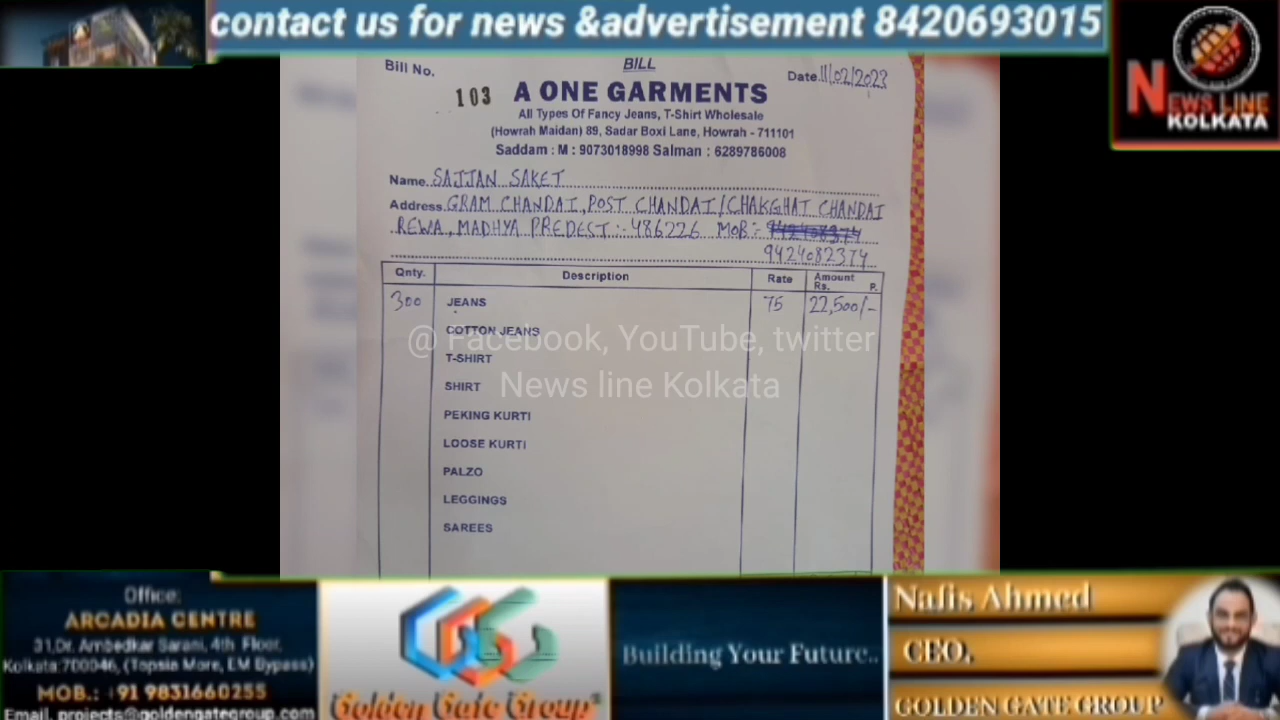 contact us for news &advertisement 8420693015
NEWS LINE
KOLKATA
BILL
Bill No.
103
Date.11/02/2023
A ONE GARMENTS
All Types Of Fancy Jeans, T-Shirt Wholesale
(Howrah Maidan) 89, Sadar Boxi Lane, Howrah - 711101
Saddam : M : 9073018998 Salman : 6289786008
Name. SAJJAN SAKET
Address. GRAM CHANDAI, POST CHANDAI/CHAKGHAT CHANDAI
REWA, MADHYA PREDEST :- 486226 MOB :-
9424082374
Qnty. Description Rate Amount
Rs. P.
300 JEANS 75 22,500/-
COTTON JEANS
@ Facebook, YouTube, twitter
T-SHIRT
News line Kolkata
SHIRT
PEKING KURTI
LOOSE KURTI
PALZO
LEGGINGS
SAREES
Office:
ARCADIA CENTRE
31,Dr. Ambedkar Sarani, 4th Floor,
Kolkata:700046, (Topsia More, EM Bypass)
MOB.: +91 9831660255
Email. projects@goldengategroup.com
Golden Gate Group®
Building Your Future..
Nafis Ahmed
CEO.
GOLDEN GATE GROUP